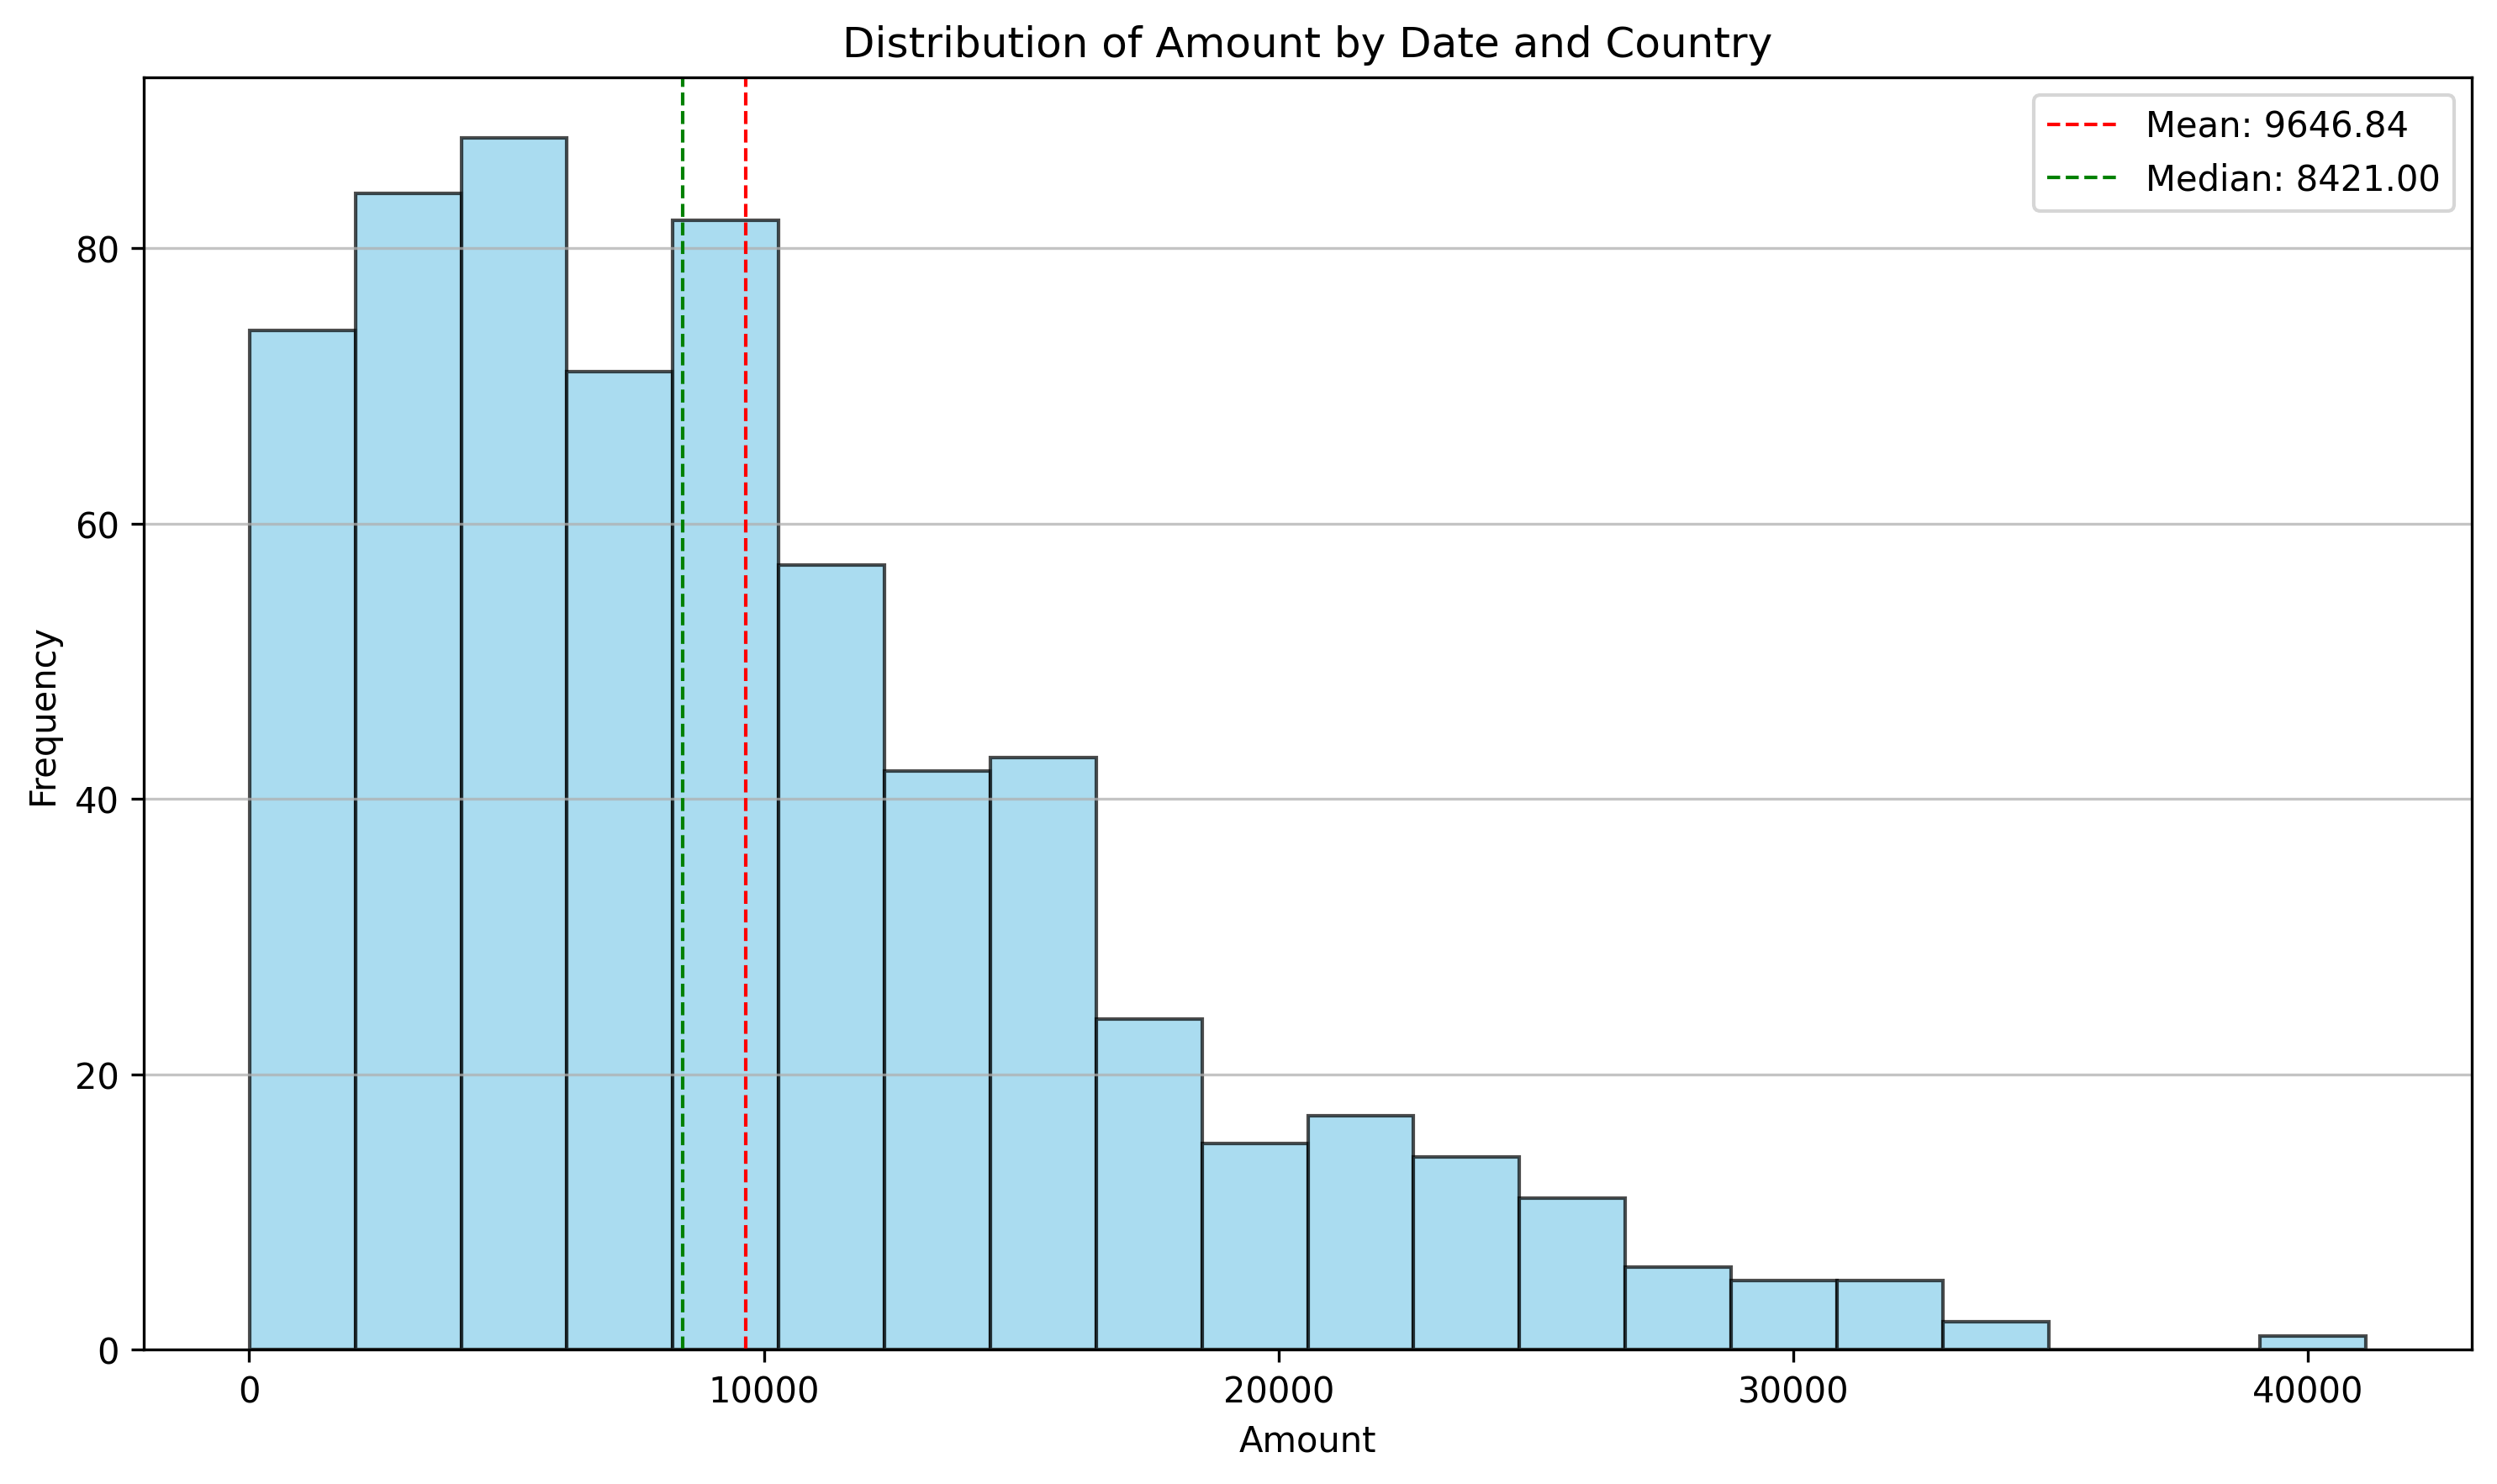 Distribution of Amount by Date and Country
Mean: 9646.84
Median: 8421.00
Frequency
80
60
40
20
0
0 10000 20000 30000 40000
Amount